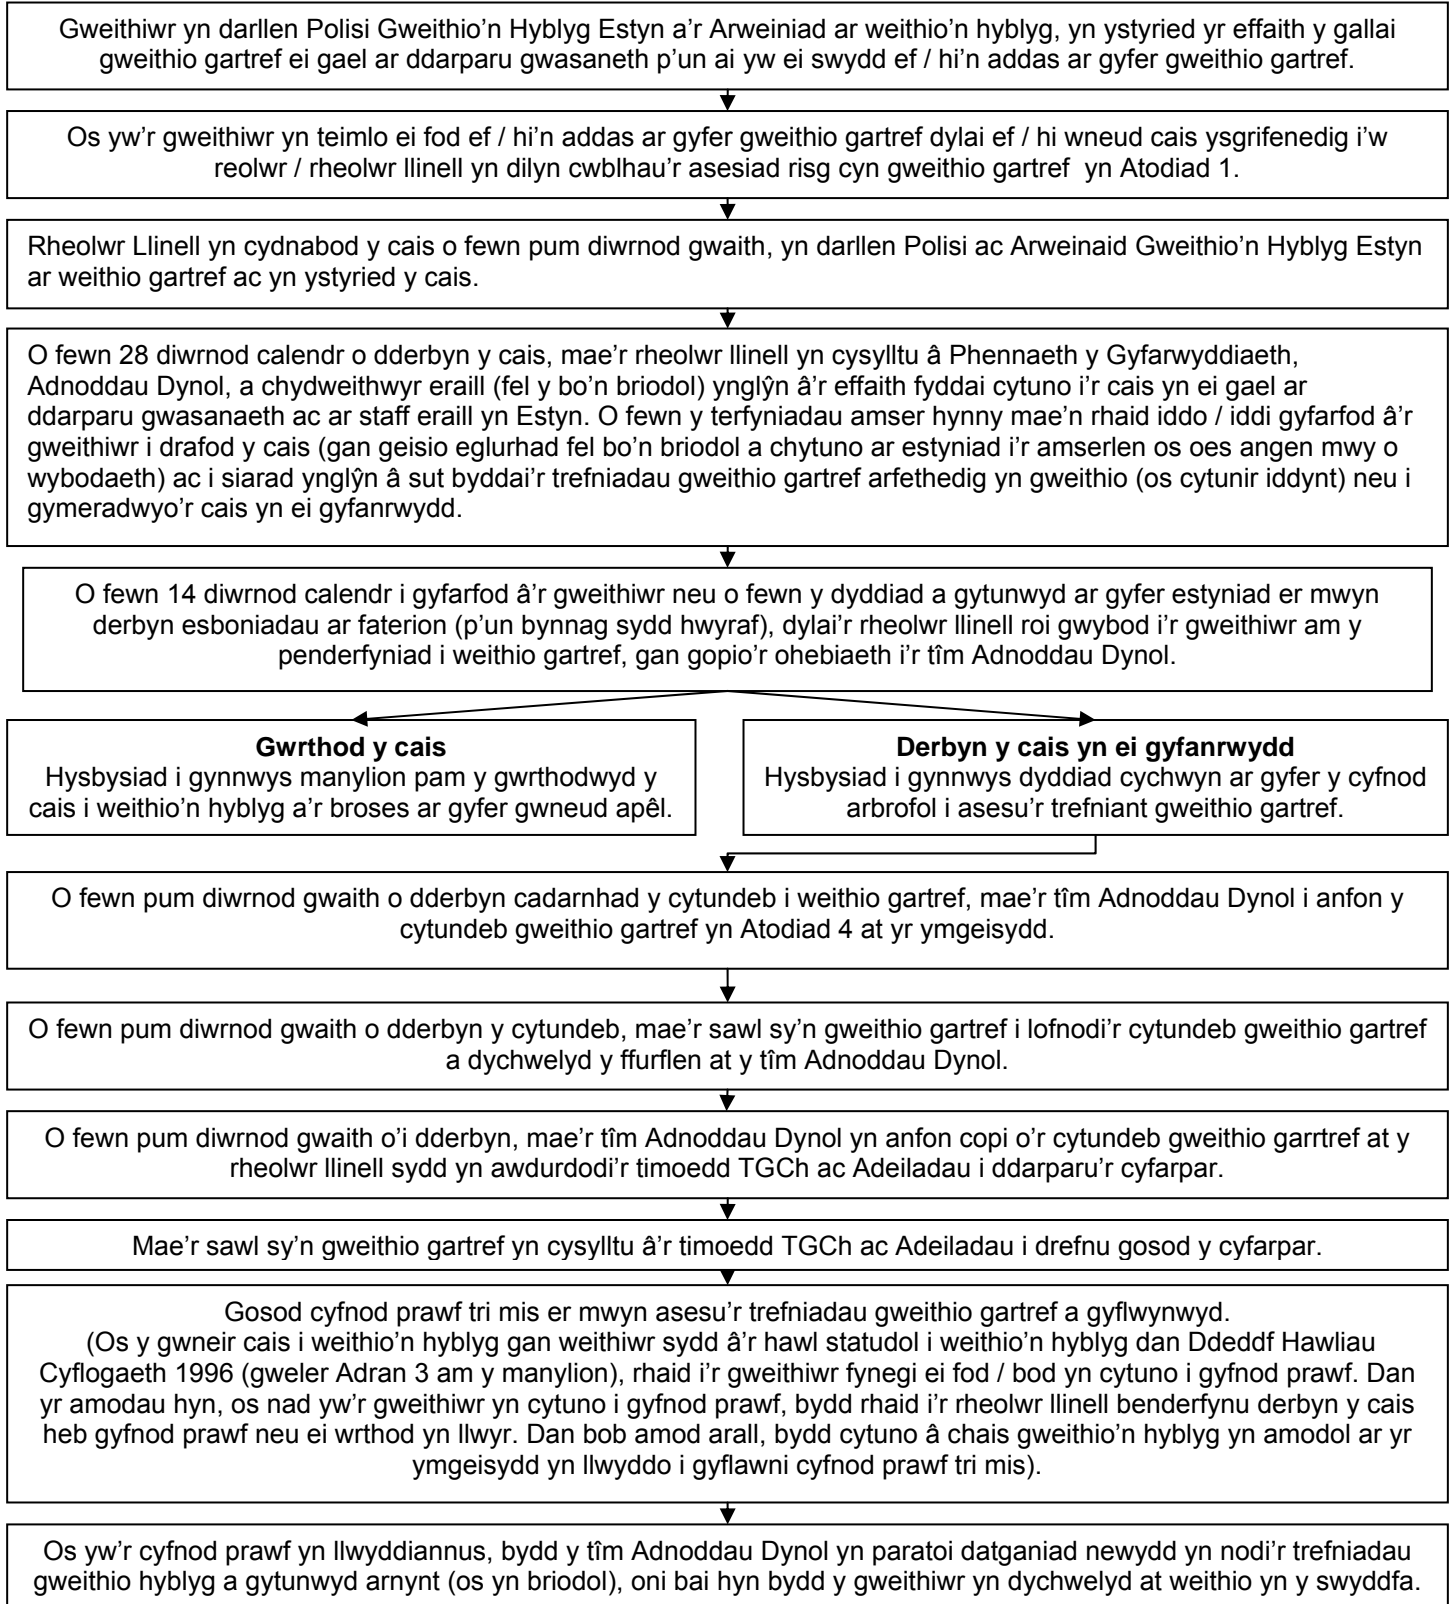 Gweithiwr yn darllen Polisi Gweithio’n Hyblyg Estyn a’r Arweiniad ar weithio’n hyblyg, yn ystyried yr effaith y gallai
gweithio gartref ei gael ar ddarparu gwasaneth p’un ai yw ei swydd ef / hi’n addas ar gyfer gweithio gartref.
Os yw’r gweithiwr yn teimlo ei fod ef / hi’n addas ar gyfer gweithio gartref dylai ef / hi wneud cais ysgrifenedig i’w
reolwr / rheolwr llinell yn dilyn cwblhau’r asesiad risg cyn gweithio gartref yn Atodiad 1.
Rheolwr Llinell yn cydnabod y cais o fewn pum diwrnod gwaith, yn darllen Polisi ac Arweinaid Gweithio’n Hyblyg Estyn
ar weithio gartref ac yn ystyried y cais.
O fewn 28 diwrnod calendr o dderbyn y cais, mae’r rheolwr llinell yn cysylltu â Phennaeth y Gyfarwyddiaeth,
Adnoddau Dynol, a chydweithwyr eraill (fel y bo’n briodol) ynglŷn â’r effaith fyddai cytuno i’r cais yn ei gael ar
ddarparu gwasanaeth ac ar staff eraill yn Estyn. O fewn y terfyniadau amser hynny mae’n rhaid iddo / iddi gyfarfod â’r
gweithiwr i drafod y cais (gan geisio eglurhad fel bo’n briodol a chytuno ar estyniad i’r amserlen os oes angen mwy o
wybodaeth) ac i siarad ynglŷn â sut byddai’r trefniadau gweithio gartref arfethedig yn gweithio (os cytunir iddynt) neu i
gymeradwyo’r cais yn ei gyfanrwydd.
O fewn 14 diwrnod calendr i gyfarfod â’r gweithiwr neu o fewn y dyddiad a gytunwyd ar gyfer estyniad er mwyn
derbyn esboniadau ar faterion (p’un bynnag sydd hwyraf), dylai’r rheolwr llinell roi gwybod i’r gweithiwr am y
penderfyniad i weithio gartref, gan gopio’r ohebiaeth i’r tîm Adnoddau Dynol.
Gwrthod y cais
Hysbysiad i gynnwys manylion pam y gwrthodwyd y
cais i weithio’n hyblyg a’r broses ar gyfer gwneud apêl.
Derbyn y cais yn ei gyfanrwydd
Hysbysiad i gynnwys dyddiad cychwyn ar gyfer y cyfnod
arbrofol i asesu’r trefniant gweithio gartref.
O fewn pum diwrnod gwaith o dderbyn cadarnhad y cytundeb i weithio gartref, mae’r tîm Adnoddau Dynol i anfon y
cytundeb gweithio gartref yn Atodiad 4 at yr ymgeisydd.
O fewn pum diwrnod gwaith o dderbyn y cytundeb, mae’r sawl sy’n gweithio gartref i lofnodi’r cytundeb gweithio gartref
a dychwelyd y ffurflen at y tîm Adnoddau Dynol.
O fewn pum diwrnod gwaith o’i dderbyn, mae’r tîm Adnoddau Dynol yn anfon copi o’r cytundeb gweithio garrtref at y
rheolwr llinell sydd yn awdurdodi’r timoedd TGCh ac Adeiladau i ddarparu’r cyfarpar.
Mae’r sawl sy’n gweithio gartref yn cysylltu â’r timoedd TGCh ac Adeiladau i drefnu gosod y cyfarpar.
Gosod cyfnod prawf tri mis er mwyn asesu’r trefniadau gweithio gartref a gyflwynwyd.
(Os y gwneir cais i weithio’n hyblyg gan weithiwr sydd â’r hawl statudol i weithio’n hyblyg dan Ddeddf Hawliau
Cyflogaeth 1996 (gweler Adran 3 am y manylion), rhaid i’r gweithiwr fynegi ei fod / bod yn cytuno i gyfnod prawf. Dan
yr amodau hyn, os nad yw’r gweithiwr yn cytuno i gyfnod prawf, bydd rhaid i’r rheolwr llinell benderfynu derbyn y cais
heb gyfnod prawf neu ei wrthod yn llwyr. Dan bob amod arall, bydd cytuno â chais gweithio’n hyblyg yn amodol ar yr
ymgeisydd yn llwyddo i gyflawni cyfnod prawf tri mis).
Os yw’r cyfnod prawf yn llwyddiannus, bydd y tîm Adnoddau Dynol yn paratoi datganiad newydd yn nodi’r trefniadau
gweithio hyblyg a gytunwyd arnynt (os yn briodol), oni bai hyn bydd y gweithiwr yn dychwelyd at weithio yn y swyddfa.